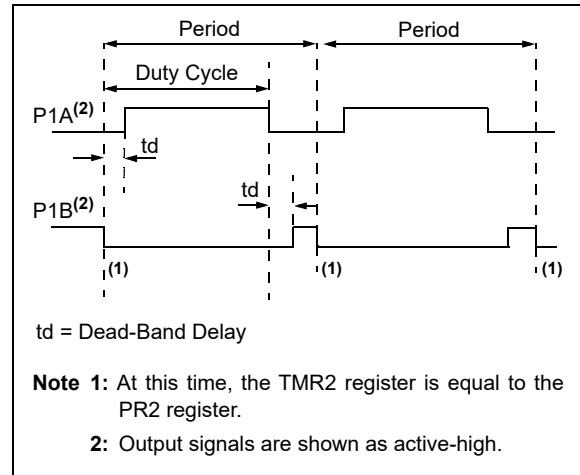 Period Period
Duty Cycle
P1A(2)
td
td
P1B(2)
(1) (1) (1)
td = Dead-Band Delay
Note 1: At this time, the TMR2 register is equal to the
PR2 register.
2: Output signals are shown as active-high.